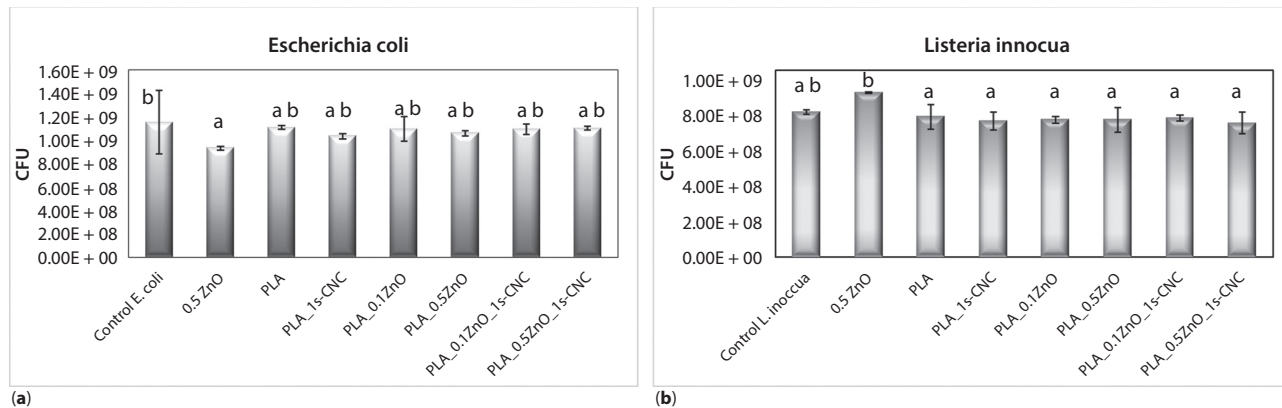 Escherichia coli
CFU
1.60E + 09
1.40E + 09
1.20E + 09
1.00E + 09
8.00E + 08
6.00E + 08
4.00E + 08
2.00E + 08
0.00E + 00
b
a
a b
a b
a b
a b
a b
a b
Control E. coli
0.5 ZnO
PLA
PLA_1s-CNC
PLA_0.1ZnO
PLA_0.5ZnO
PLA_0.1ZnO_1s-CNC
PLA_0.5ZnO_1s-CNC
(a)
Listeria innocua
CFU
1.00E + 09
8.00E + 08
6.00E + 08
4.00E + 08
2.00E + 08
0.00E + 00
a b
b
a
a
a
a
a
a
Control L. inoccua
0.5 ZnO
PLA
PLA_1s-CNC
PLA_0.1ZnO
PLA_0.5ZnO
PLA_0.1ZnO_1s-CNC
PLA_0.5ZnO_1s-CNC
(b)